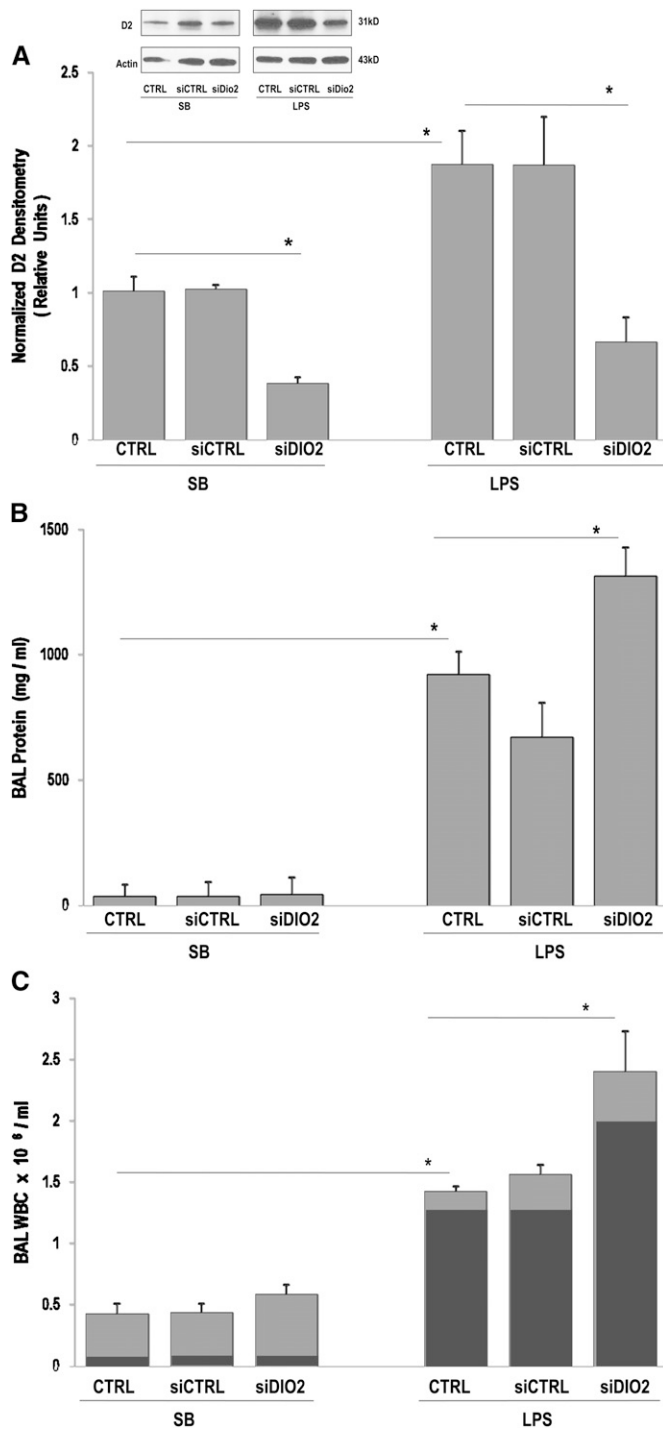 D2
31kD
Actin
43kD
CTRL siCTRL siDio2 CTRL siCTRL siDio2
SB LPS
A
2.5
2
1.5
1
0.5
0
Normalized D2 Densitometry
( Relative Units )
*
*
*
CTRL siCTRL siDIO2 CTRL siCTRL siDIO2
SB LPS
B
1500
1000
500
0
BAL Protein (mg / ml)
*
*
CTRL siCTRL siDIO2 CTRL siCTRL siDIO2
SB LPS
C
3
2.5
2
1.5
1
0.5
0
BAL WBC x 10 6 / ml
*
*
CTRL siCTRL siDIO2 CTRL siCTRL siDIO2
SB LPS